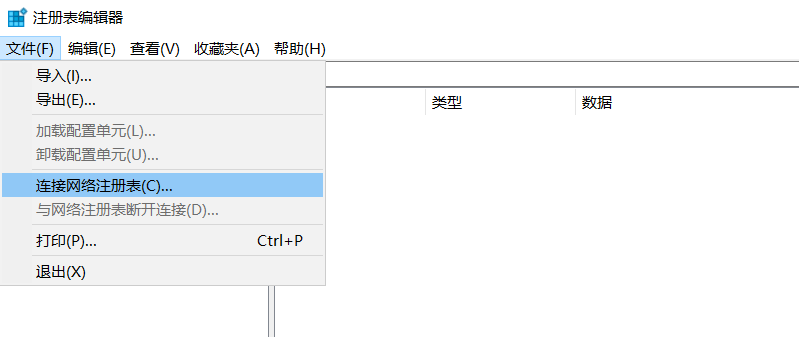 注册表编辑器
文件(F) 编辑(E) 查看(V) 收藏夹(A) 帮助(H)
导入(I)...
导出(E)...
类型 数据
加载配置单元(L)...
卸载配置单元(U)...
连接网络注册表(C)...
与网络注册表断开连接(D)...
打印(P)... Ctrl+P
退出(X)